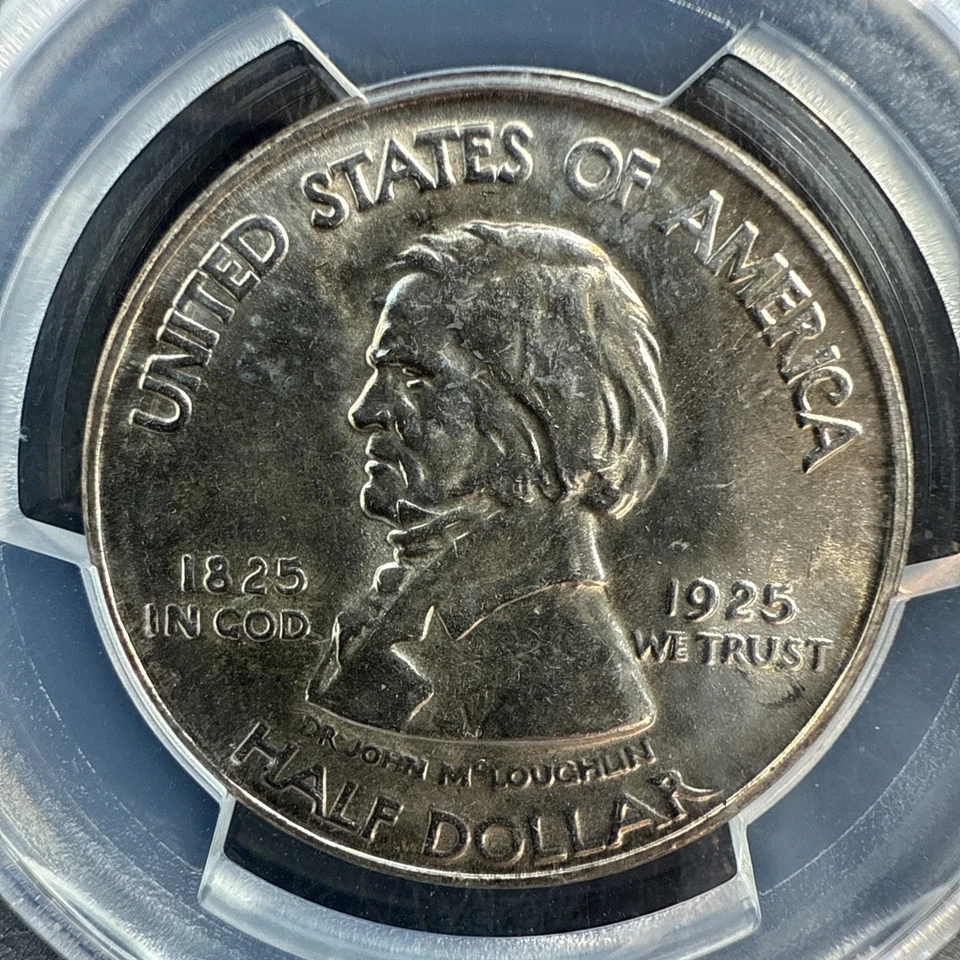 UNITED STATES OF AMERICA
1825
IN GOD
1925
WE TRUST
DR JOHN McLOUGHLIN
HALF DOLLAR